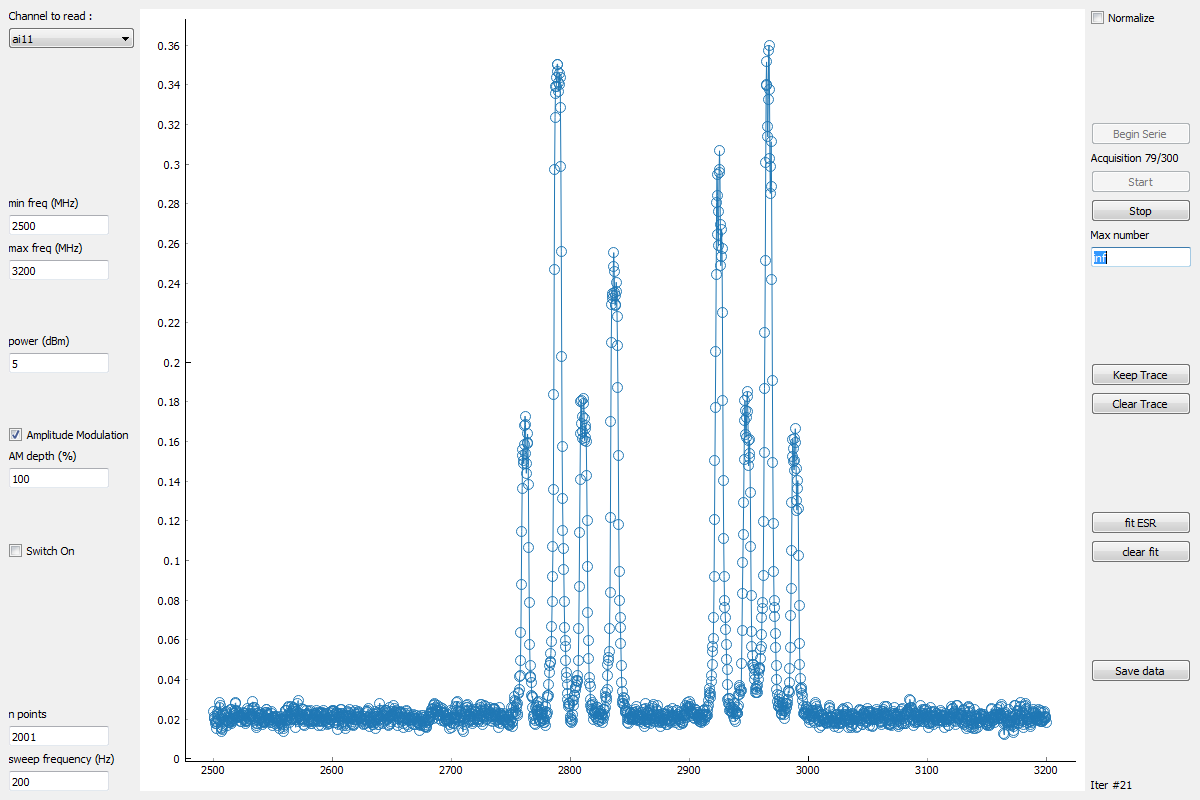 Channel to read :
ai11
min freq (MHz)
2500
max freq (MHz)
3200
power (dBm)
5
Amplitude Modulation
AM depth (%)
100
Switch On
n points
2001
sweep frequency (Hz)
200
0.36
0.34
0.32
0.3
0.28
0.26
0.24
0.22
0.2
0.18
0.16
0.14
0.12
0.1
0.08
0.06
0.04
0.02
0
2500
2600
2700
2800
2900
3000
3100
3200
Normalize
Begin Serie
Acquisition 79/300
Start
Stop
Max number
inf
Keep Trace
Clear Trace
fit ESR
clear fit
Save data
Iter #21